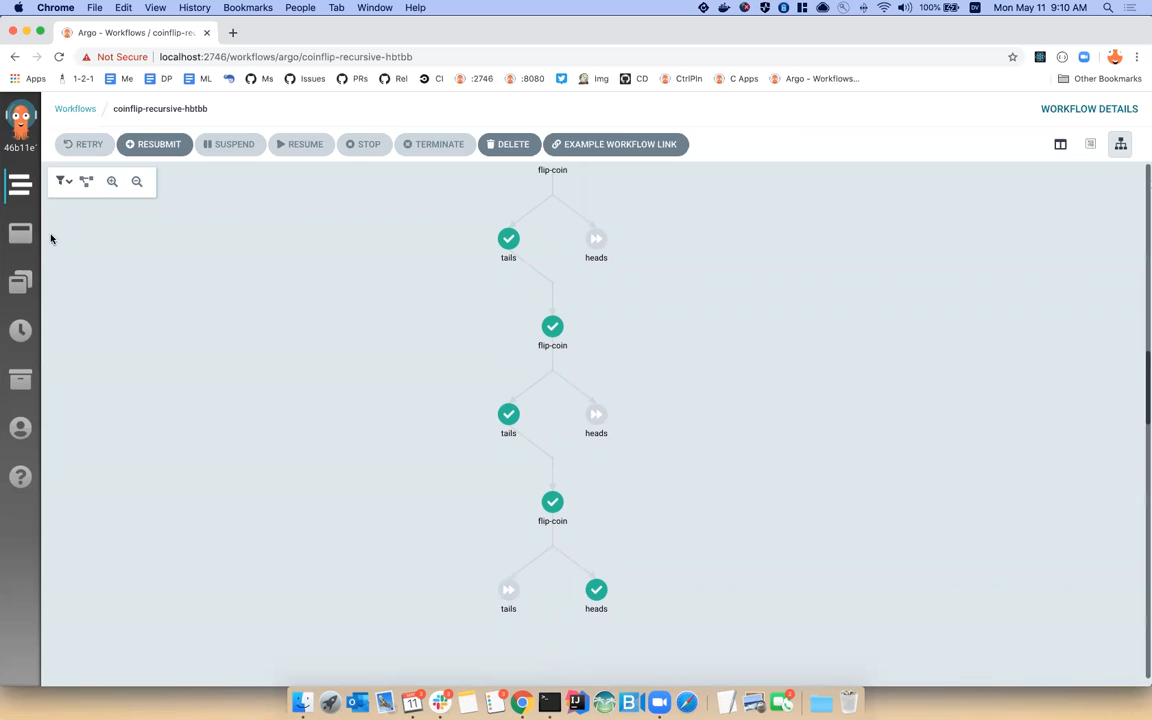 Chrome File Edit View History Bookmarks People Tab Window Help 100% DV Mon May 11 9:10 AM
Argo - Workflows / coinflip-rec
Not Secure localhost:2746/workflows/argo/coinflip-recursive-hbtbb
Apps 1-2-1 Me DP ML Ms Issues PRs Rel CI :2746 :8080 Img CD CtrlPln C Apps Argo - Workflows... Other Bookmarks
Workflows / coinflip-recursive-hbtbb WORKFLOW DETAILS
46b11e
RETRY RESUBMIT SUSPEND RESUME STOP TERMINATE DELETE EXAMPLE WORKFLOW LINK
flip-coin
tails heads
flip-coin
tails heads
flip-coin
tails heads